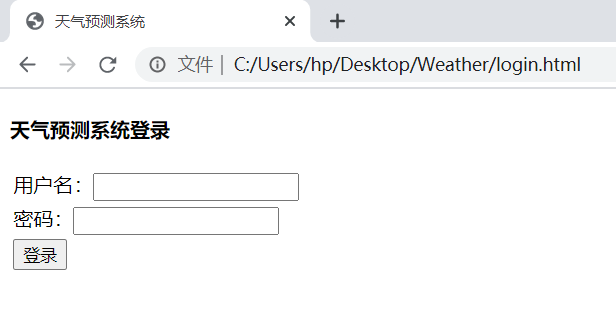 天气预测系统
文件 | C:/Users/hp/Desktop/Weather/login.html
天气预测系统登录
用户名：
密码：
登录